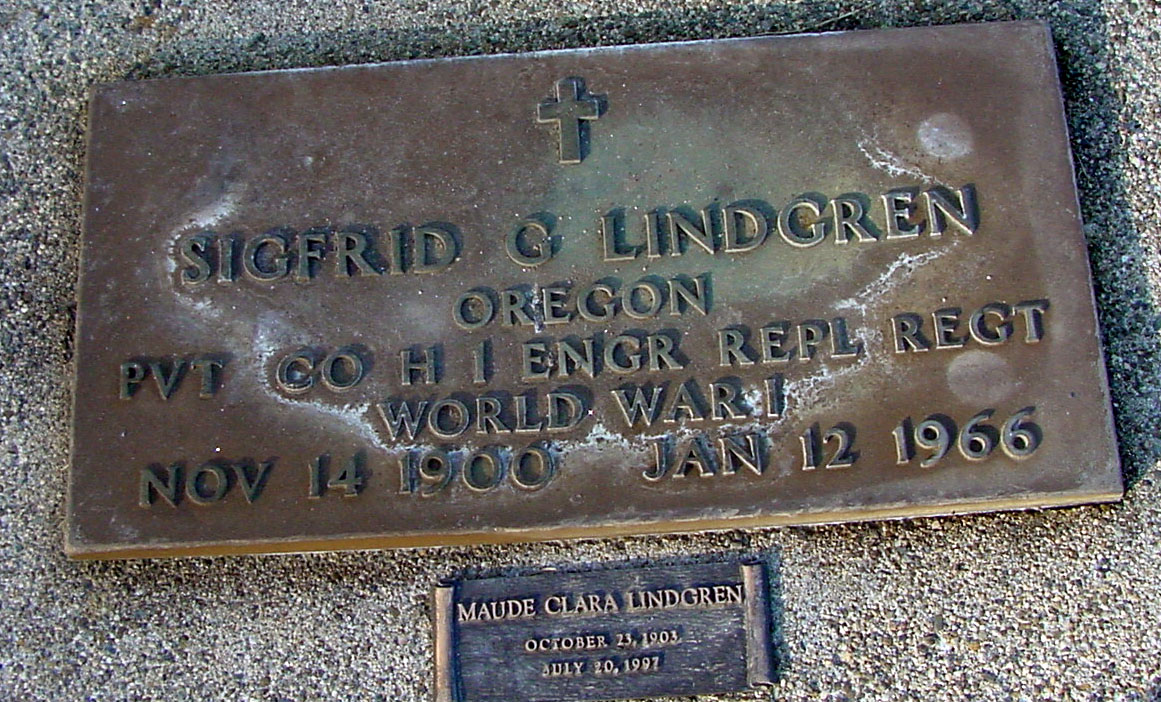 SIGFRID G LINDGREN
OREGON
PVT CO H 1 ENGR REPL REGT
WORLD WAR I
NOV 14 1900 JAN 12 1966
MAUDE CLARA LINDGREN
OCTOBER 23, 1903
JULY 20, 1997